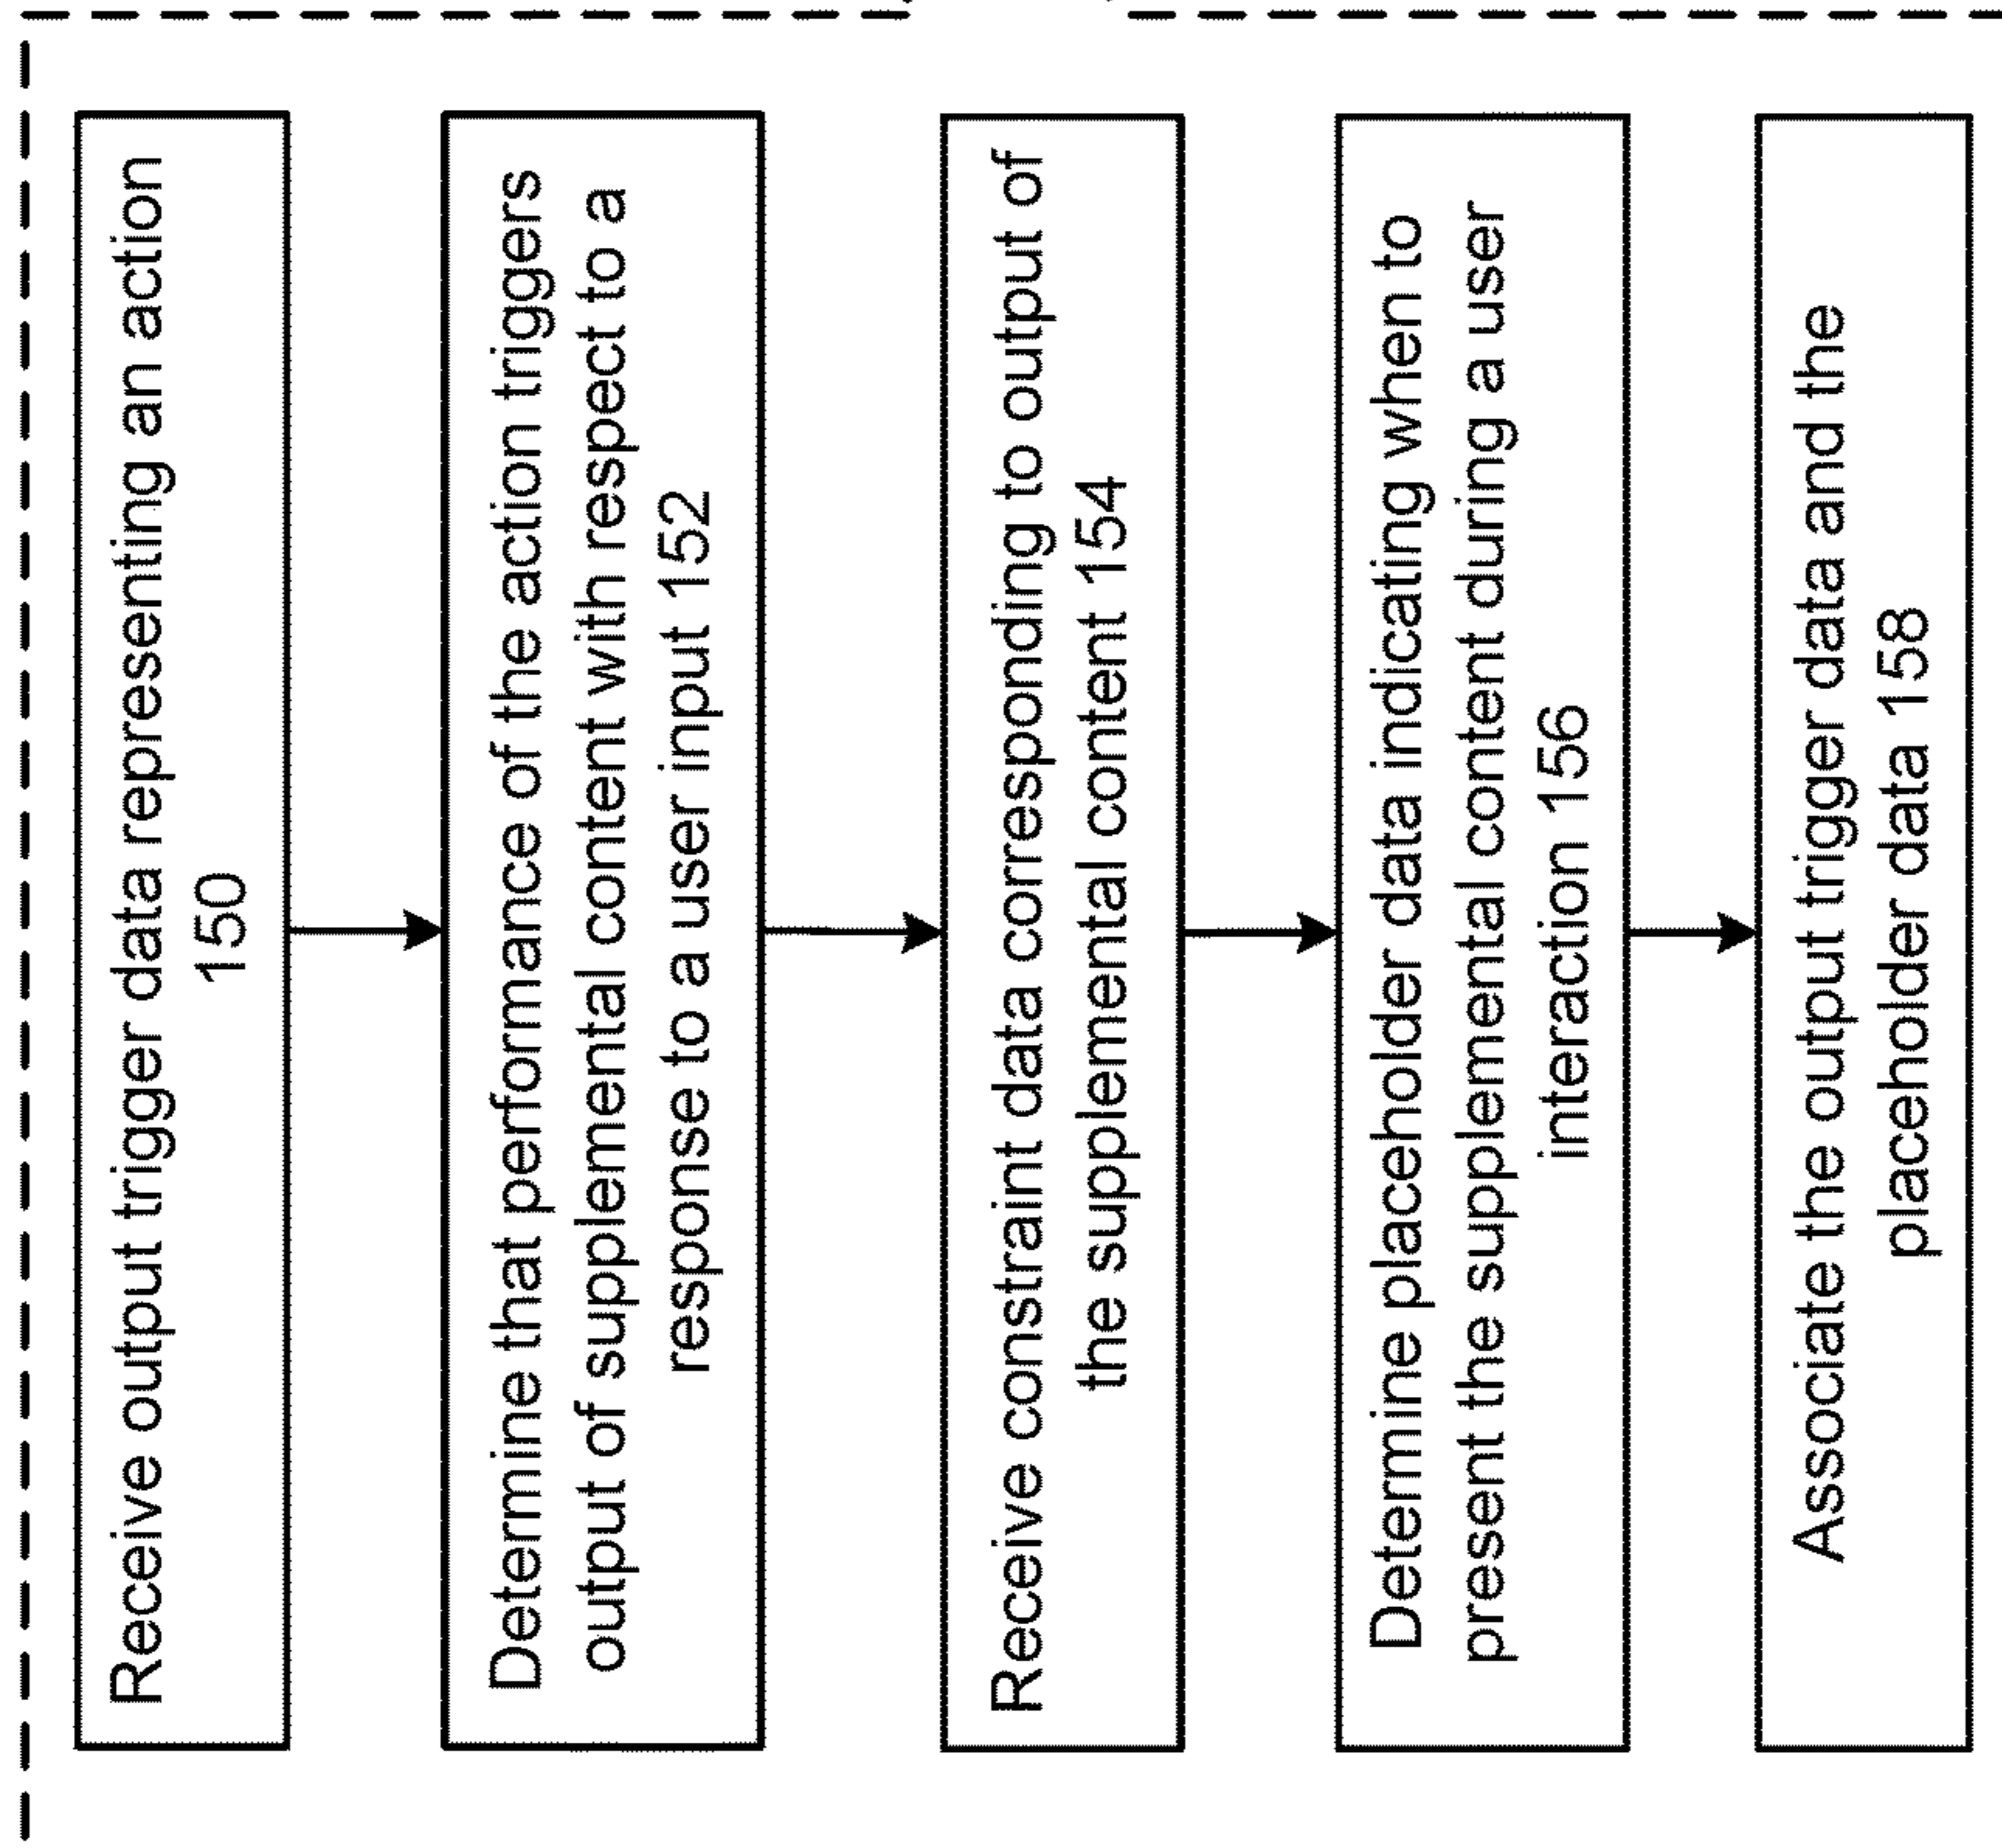 Receive output trigger data representing an action
150
Determine that performance of the action triggers
output of supplemental content with respect to a
response to a user input 152
Receive constraint data corresponding to output of
the supplemental content 154
Determine placeholder data indicating when to
present the supplemental content during a user
interaction 156
Associate the output trigger data and the
placeholder data 158